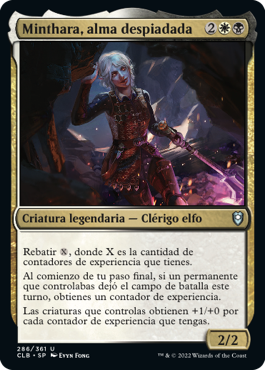 Minthara, alma despiadada 2
Criatura legendaria — Clérigo elfo
Rebatir X, donde X es la cantidad de
contadores de experiencia que tienes.
Al comienzo de tu paso final, si un permanente
que controlabas dejó el campo de batalla este
turno, obtienes un contador de experiencia.
Las criaturas que controlas obtienen +1/+0 por
cada contador de experiencia que tengas.
2/2
286/361 U
CLB • SP Evyn Fong
™ & © 2022 Wizards of the Coast